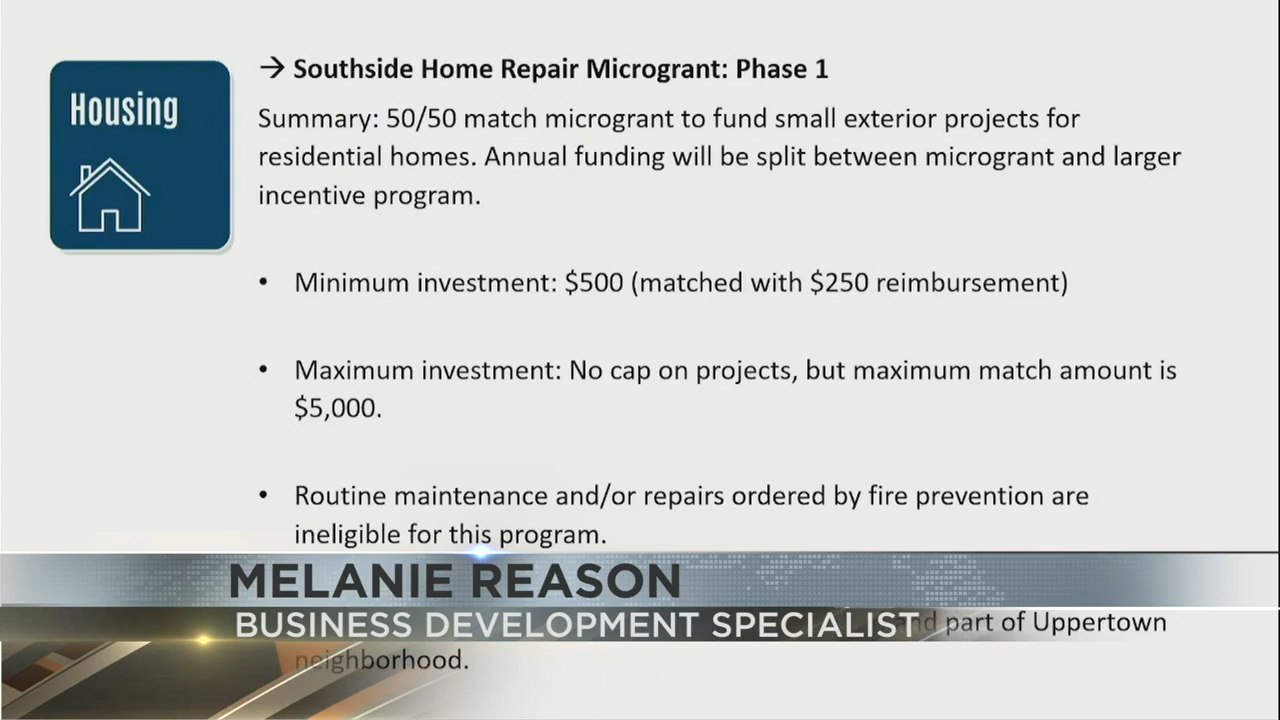 Housing
→ Southside Home Repair Microgrant: Phase 1
Summary: 50/50 match microgrant to fund small exterior projects for
residential homes. Annual funding will be split between microgrant and larger
incentive program.
• Minimum investment: $500 (matched with $250 reimbursement)
• Maximum investment: No cap on projects, but maximum match amount is
$5,000.
• Routine maintenance and/or repairs ordered by fire prevention are
ineligible for this program.
and part of Uppertown
neighborhood.
MELANIE REASON
BUSINESS DEVELOPMENT SPECIALIST